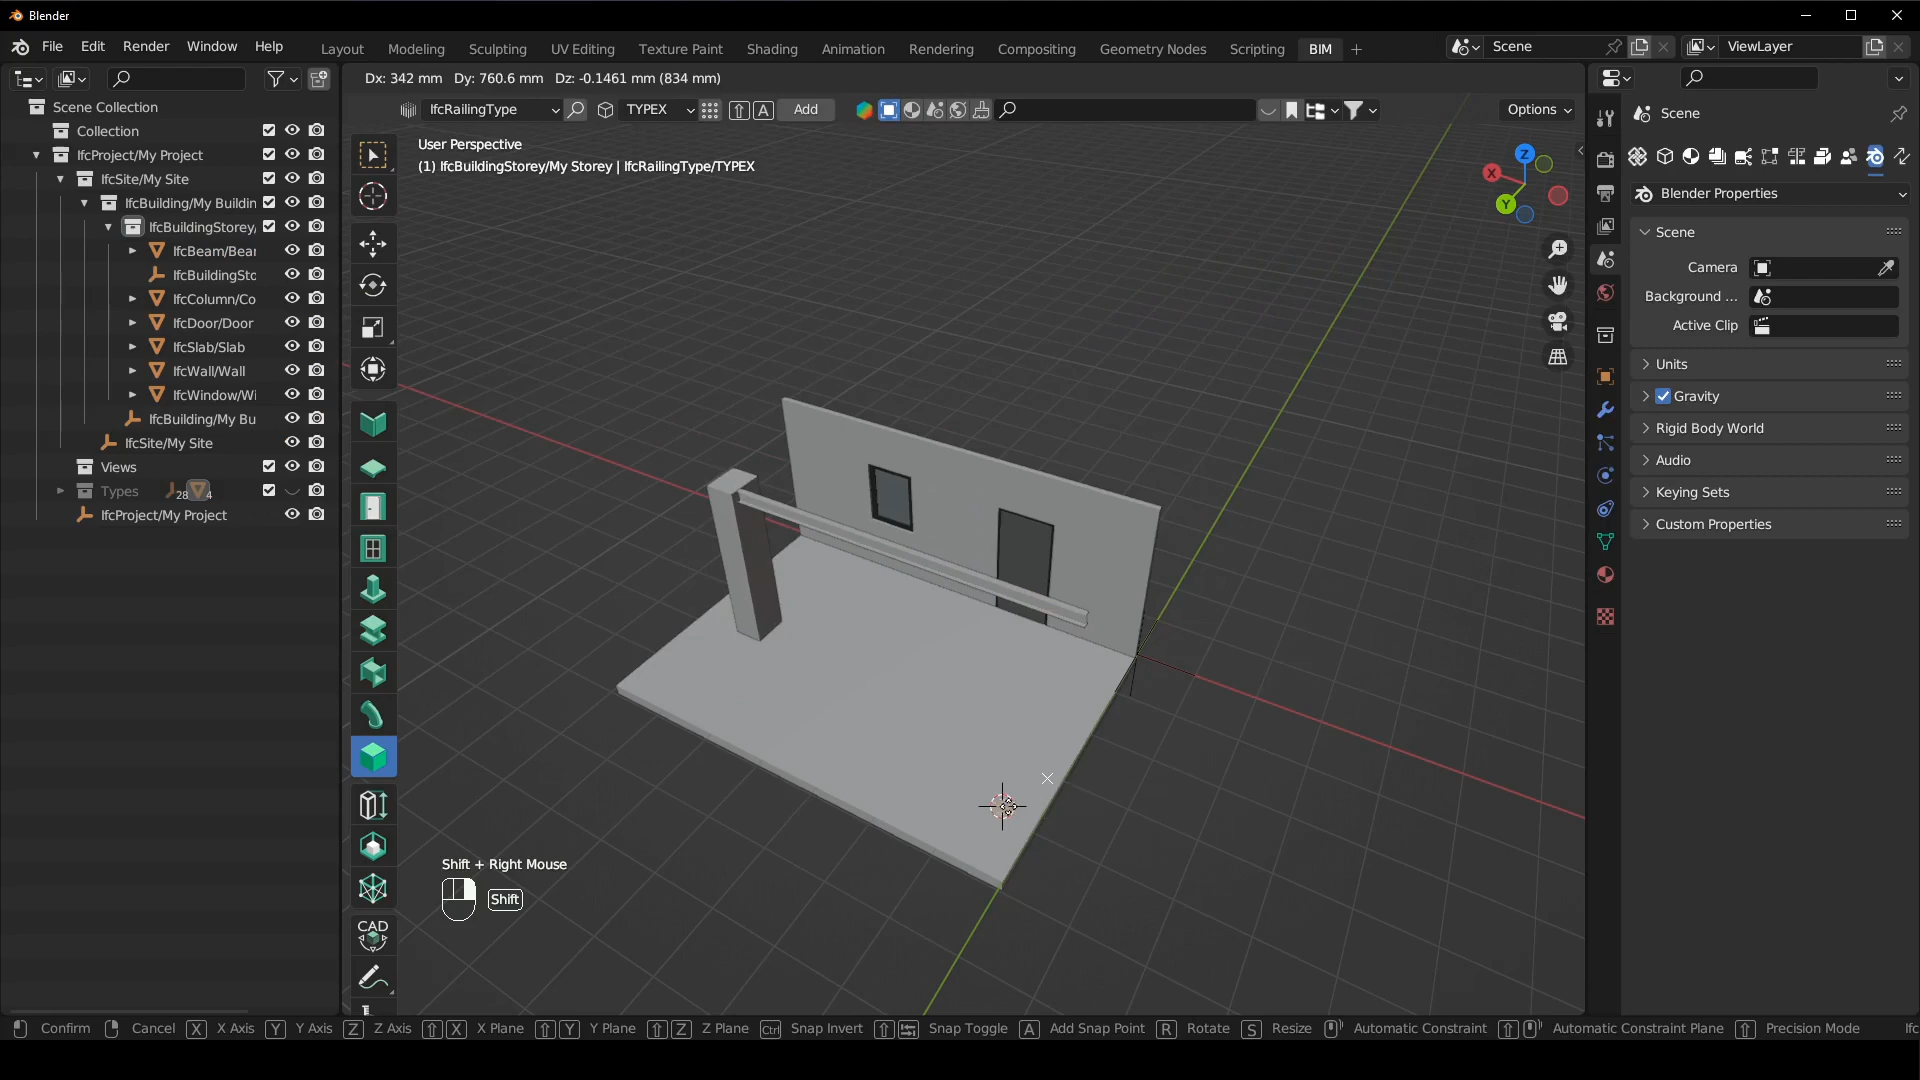 Blender
File Edit Render Window Help
Layout Modeling Sculpting UV Editing Texture Paint Shading Animation Rendering Compositing Geometry Nodes Scripting BIM +
Scene
ViewLayer
Dx: 342 mm Dy: 760.6 mm Dz: -0.1461 mm (834 mm)
IfcRailingType
TYPEX
A
Add
Options
Scene Collection
Collection
IfcProject/My Project
IfcSite/My Site
IfcBuilding/My Buildin
IfcBuildingStorey/
IfcBeam/Bear
IfcBuildingSto
IfcColumn/Co
IfcDoor/Door
IfcSlab/Slab
IfcWall/Wall
IfcWindow/Wi
IfcBuilding/My Bu
IfcSite/My Site
Views
Types 28 4
IfcProject/My Project
User Perspective
(1) IfcBuildingStorey/My Storey | IfcRailingType/TYPEX
Z
X
Y
CAD
Shift + Right Mouse
Shift
Scene
Blender Properties
Scene
Camera
Background ...
Active Clip
Units
Gravity
Rigid Body World
Audio
Keying Sets
Custom Properties
Confirm Cancel X X Axis Y Y Axis Z Z Axis X X Plane Y Y Plane Z Z Plane Ctrl Snap Invert Snap Toggle A Add Snap Point R Rotate S Resize Automatic Constraint Automatic Constraint Plane Precision Mode Ifc